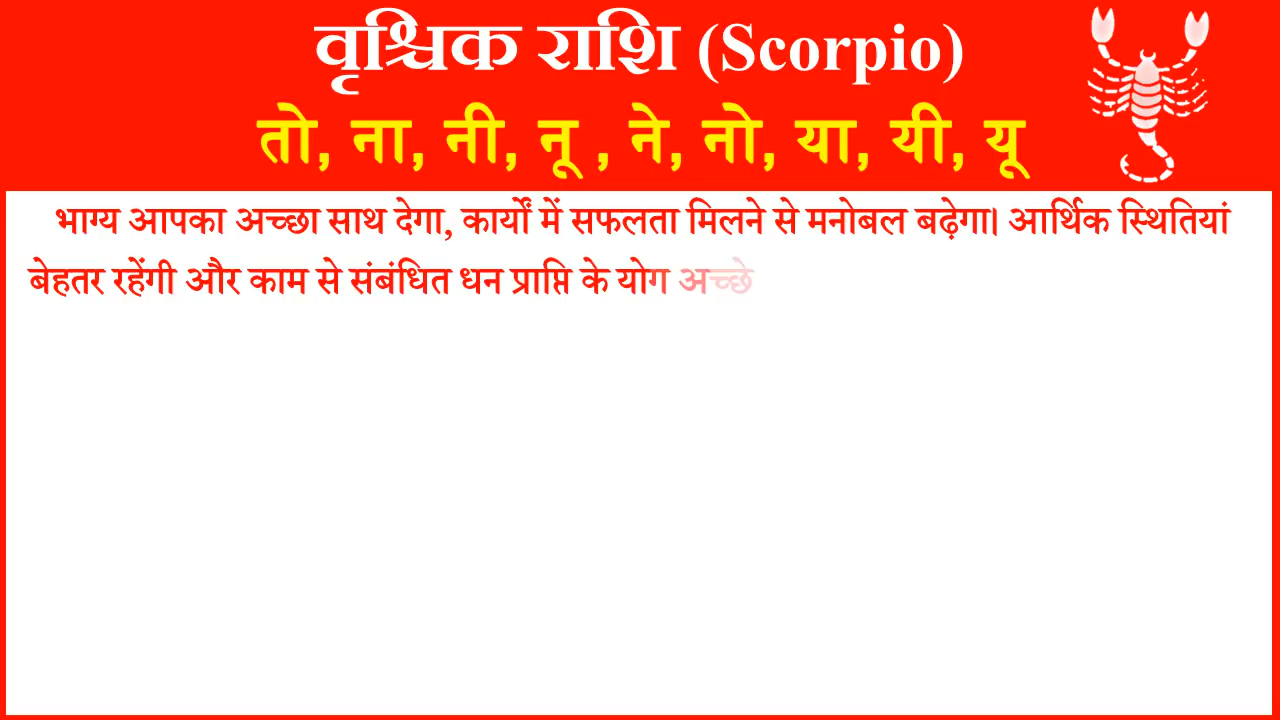 वृश्चिक राशि (Scorpio)
तो, ना, नी, नू , ने, नो, या, यी, यू
भाग्य आपका अच्छा साथ देगा, कार्यों में सफलता मिलने से मनोबल बढ़ेगा। आर्थिक स्थितियां
बेहतर रहेंगी और काम से संबंधित धन प्राप्ति के योग अच्छे